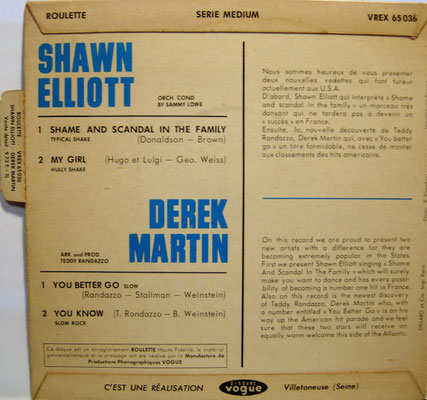 ROULETTE SERIE MEDIUM VREX 65 036
SHAWN
ELLIOTT
ORCH. COND.
BY SAMMY LOWE
1 SHAME AND SCANDAL IN THE FAMILY
TYPICAL SHAKE (Donaldson – Brown)
2 MY GIRL (Hugo et Luigi – Geo. Weiss)
HULLY SHAKE
DEREK
MARTIN
ARR. and PROD.
TEDDY RANDAZZO
1 YOU BETTER GO SLOW
(Randazzo – Stallman – Weinstein)
2 YOU KNOW (T. Randazzo – B. Weinstein)
SLOW ROCK
Ce disque est un enregistrement ROULETTE Haute Fidélité, le matériel
galvanoplastique et le pressage ont été réalisé par la Manufacture de
Productions Phonographiques VOGUE
Nous sommes heureux de vous présenter
deux nouvelles vedettes qui font fureur
actuellement aux U.S.A.
D'abord, Shawn Elliott qui interprète « Shame
and scandal in the family » un morceau très
dansant qui ne tardera pas à devenir un
« succès » en France.
Ensuite, la nouvelle découverte de Teddy
Randazzo, Derek Martin, qui, avec « You better
go » un titre formidable, ne cesse de monter
aux classements des hits americains.
On this record we are proud to present two
new artists with a difference for they are
becoming extremely popular in the States.
First we present Shawn Elliott singing « Shame
And Scandal In The Family » which will surely
make you want to dance and has every possi-
bility of becoming a number one hit in France.
Also on this record is the newest discovery
of Teddy Randazzo, Derek Martin who, with
a number entitled « You Better Go » is on his
way up the American hit parade and we feel
sure that these two stars will receive an
equally warm welcome this side of the Atlantic.
C'EST UNE RÉALISATION DISQUES vogue Villetaneuse (Seine)
ROULETTE VREX 65036
SHAWN ELLIOTT DEREK MARTIN